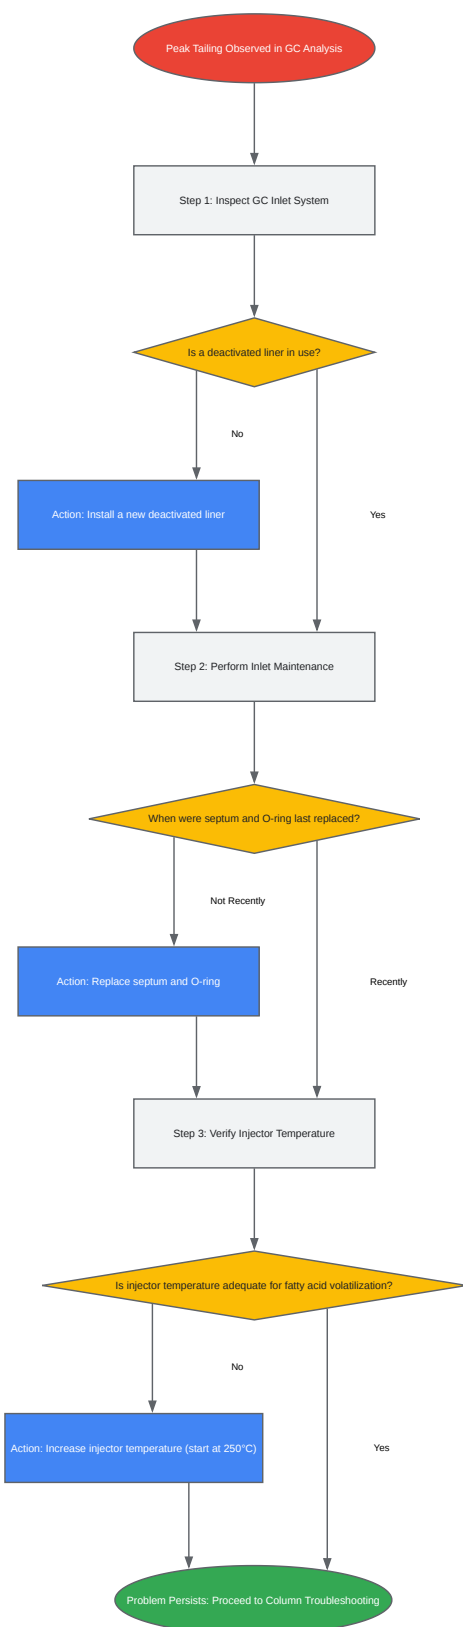 Peak Tailing Observed in GC Analysis
Step 1: Inspect GC Inlet System
Is a deactivated liner in use?
No
Action: Install a new deactivated liner
Yes
Step 2: Perform Inlet Maintenance
When were septum and O-ring last replaced?
Not Recently
Action: Replace septum and O-ring
Recently
Step 3: Verify Injector Temperature
Is injector temperature adequate for fatty acid volatilization?
No
Action: Increase injector temperature (start at 250°C)
Yes
Problem Persists: Proceed to Column Troubleshooting